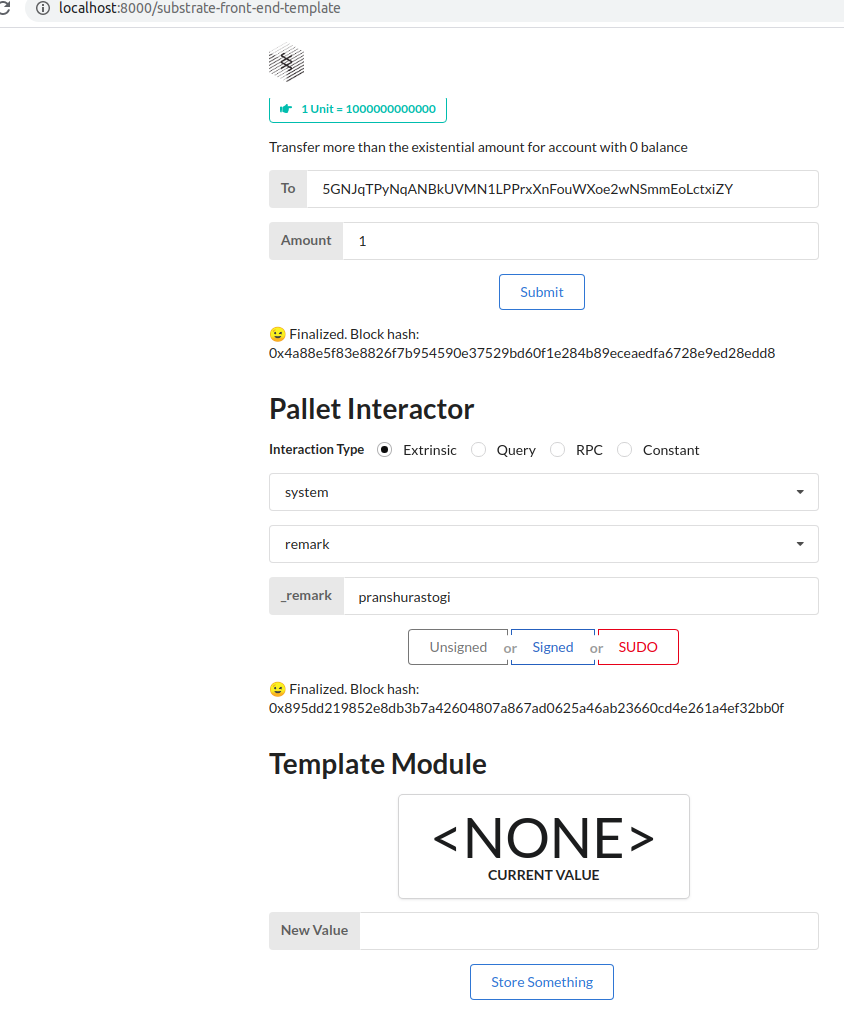 localhost:8000/substrate-front-end-template
1 Unit = 1000000000000
Transfer more than the existential amount for account with 0 balance
To 5GNJqTPyNqANBkUVMN1LPPrxXnFouWXoe2wNSmmEoLctxiZY
Amount 1
Submit
😉 Finalized. Block hash:
0x4a88e5f83e8826f7b954590e37529bd60f1e284b89eceaedfa6728e9ed28edd8
Pallet Interactor
Interaction Type Extrinsic Query RPC Constant
system
remark
_remark pranshurastogi
Unsigned or Signed or SUDO
😉 Finalized. Block hash:
0x895dd219852e8db3b7a42604807a867ad0625a46ab23660cd4e261a4ef32bb0f
Template Module
<NONE>
CURRENT VALUE
New Value
Store Something